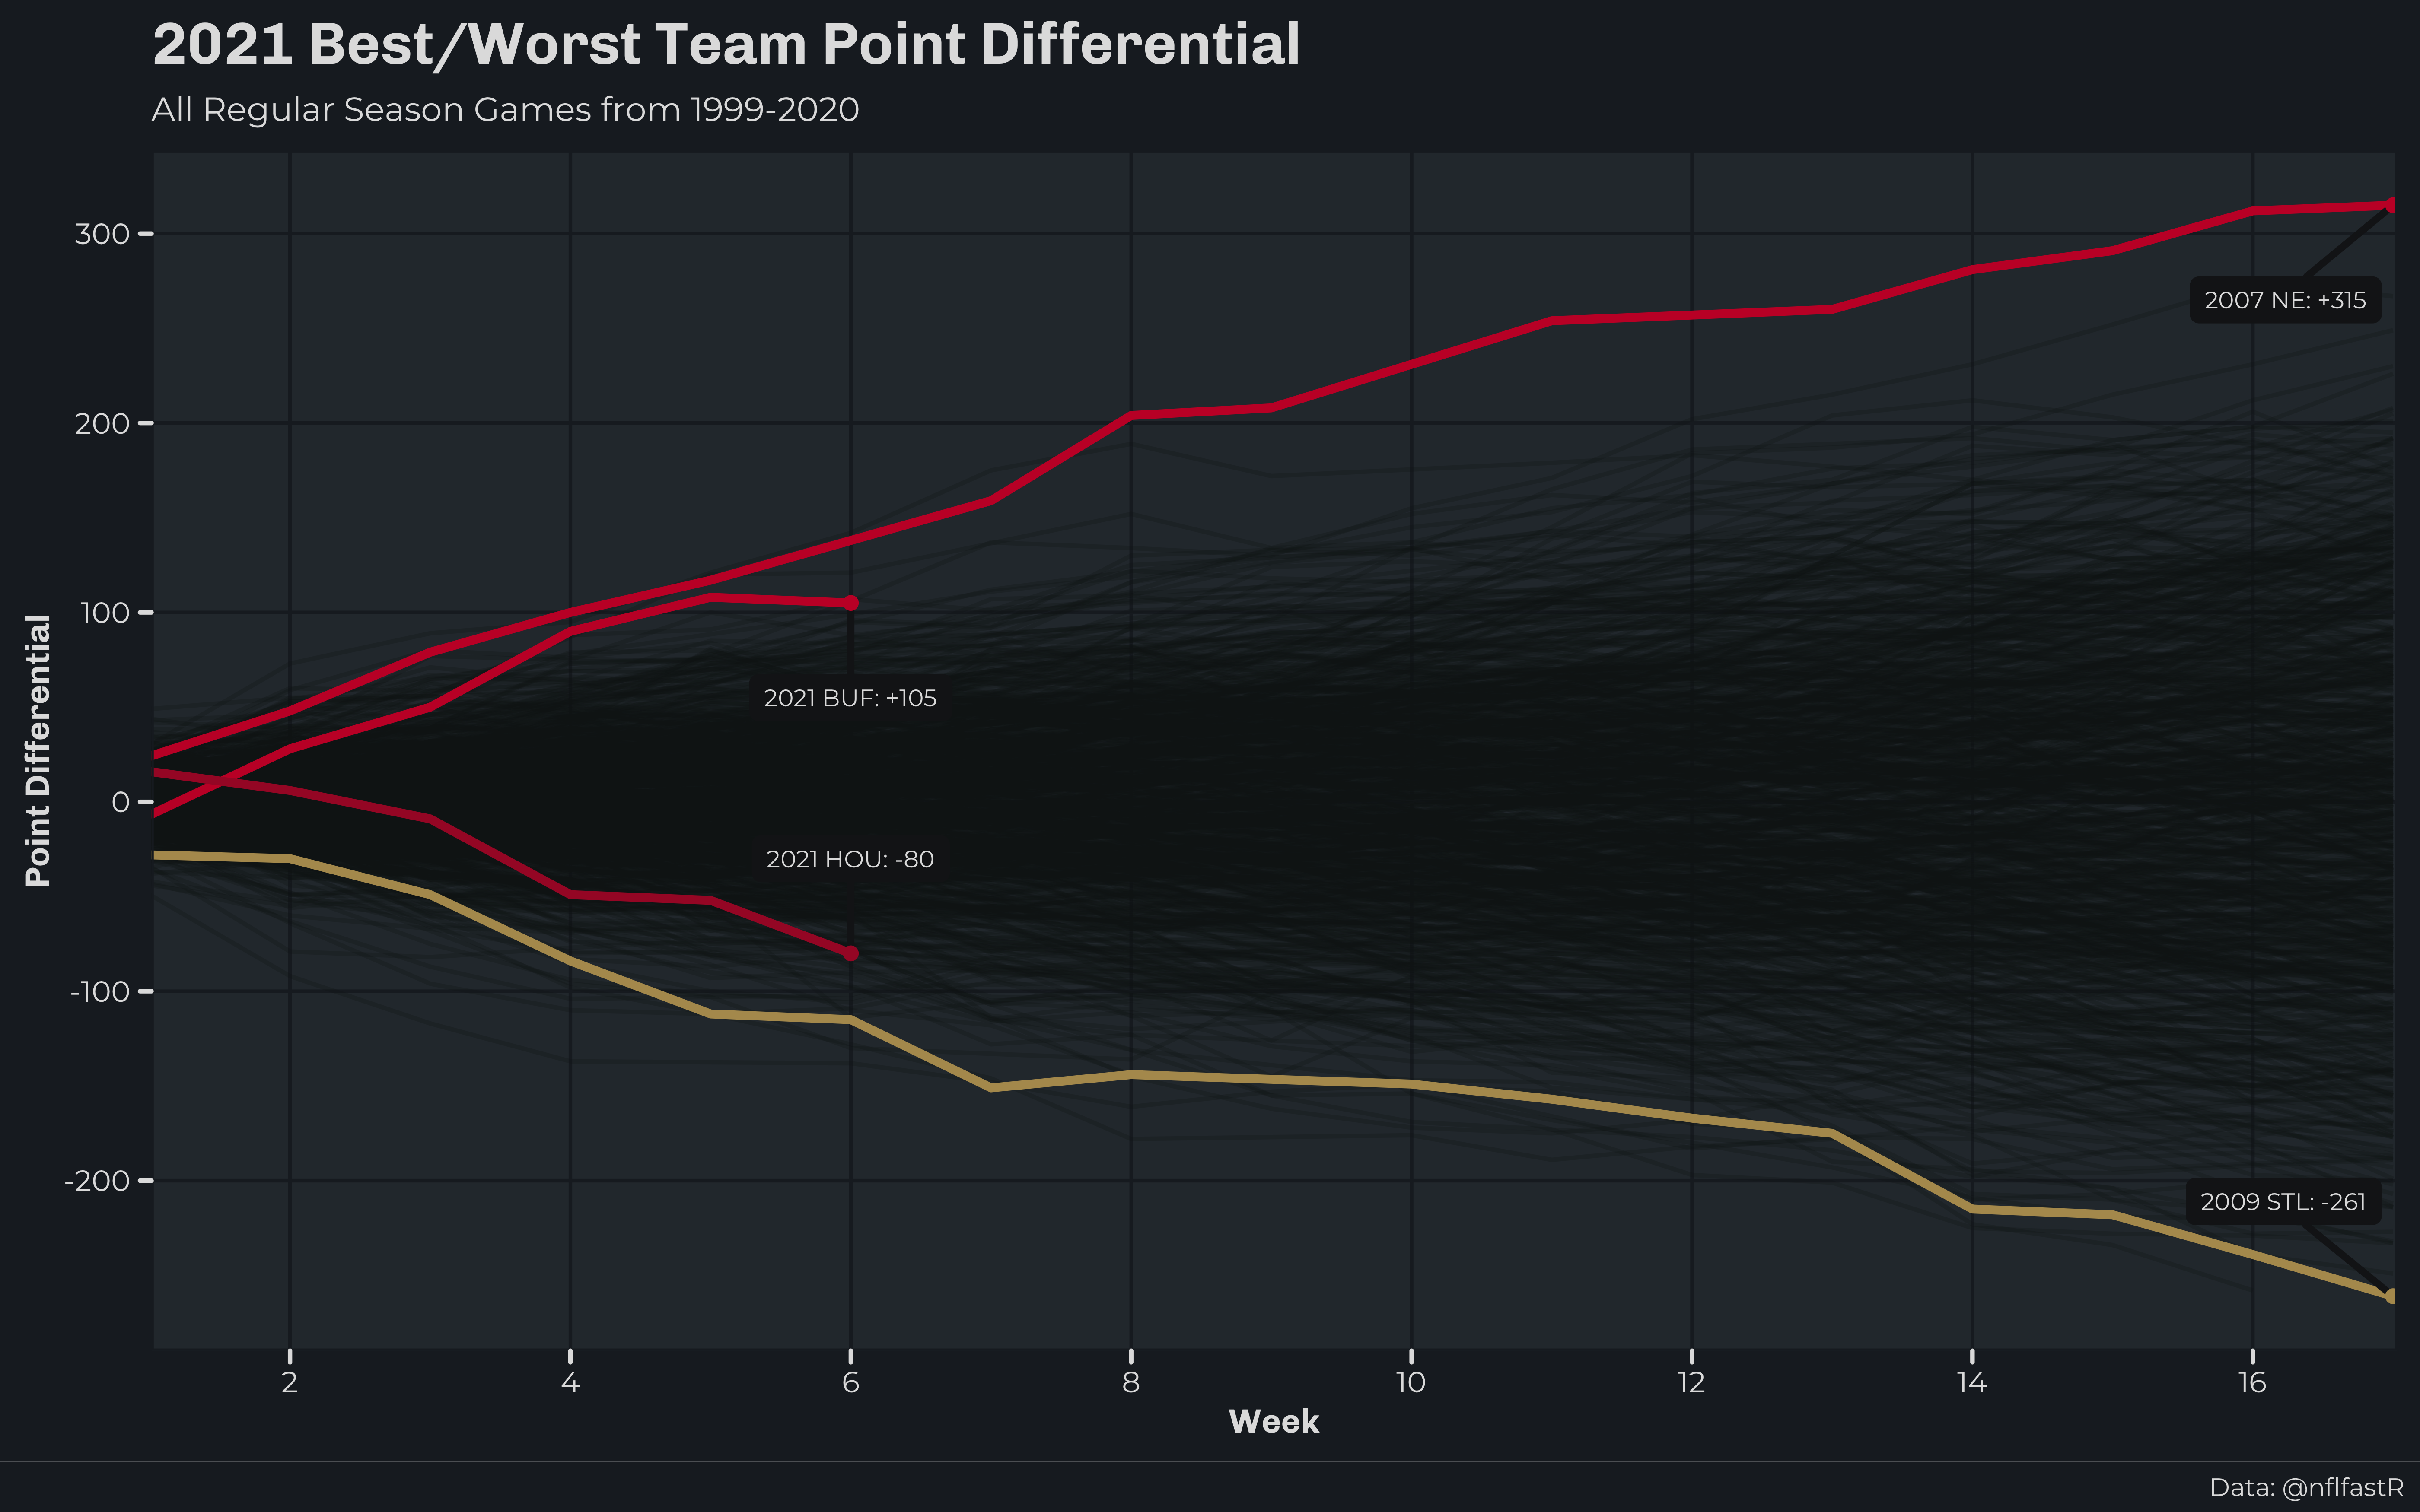 2021 Best/Worst Team Point Differential
All Regular Season Games from 1999-2020
Point Differential
300
200
100
0
-100
-200
2007 NE: +315
2021 BUF: +105
2021 HOU: -80
2009 STL: -261
2 4 6 8 10 12 14 16
Week
Data: @nflfastR